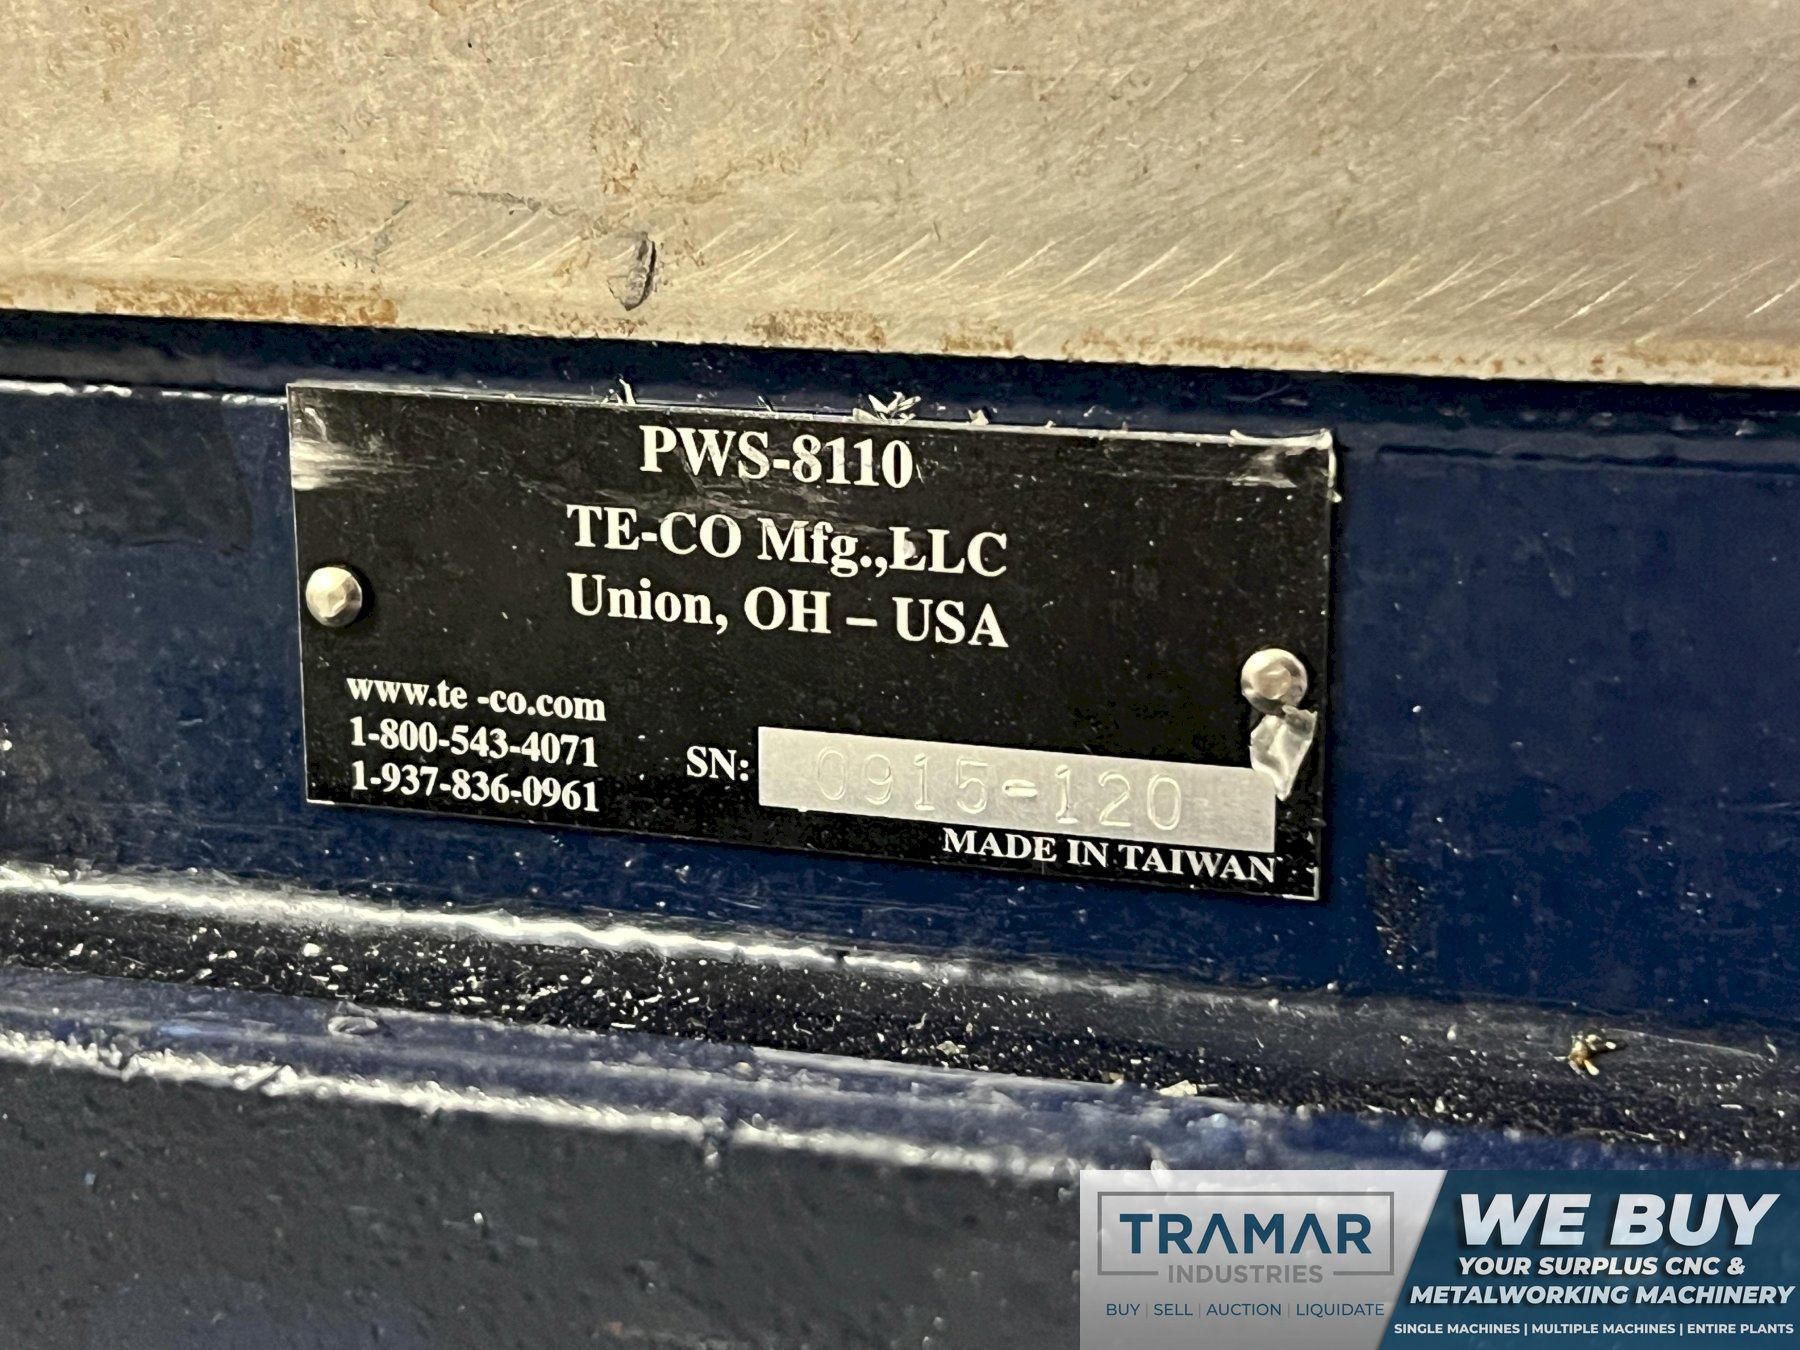 PWS-8110
TE-CO Mfg.,LLC
Union, OH – USA
www.te -co.com
1-800-543-4071
1-937-836-0961
SN: 0915-120
MADE IN TAIWAN
TRAMAR
INDUSTRIES
BUY | SELL | AUCTION | LIQUIDATE
WE BUY
YOUR SURPLUS CNC &
METALWORKING MACHINERY
SINGLE MACHINES | MULTIPLE MACHINES | ENTIRE PLANTS